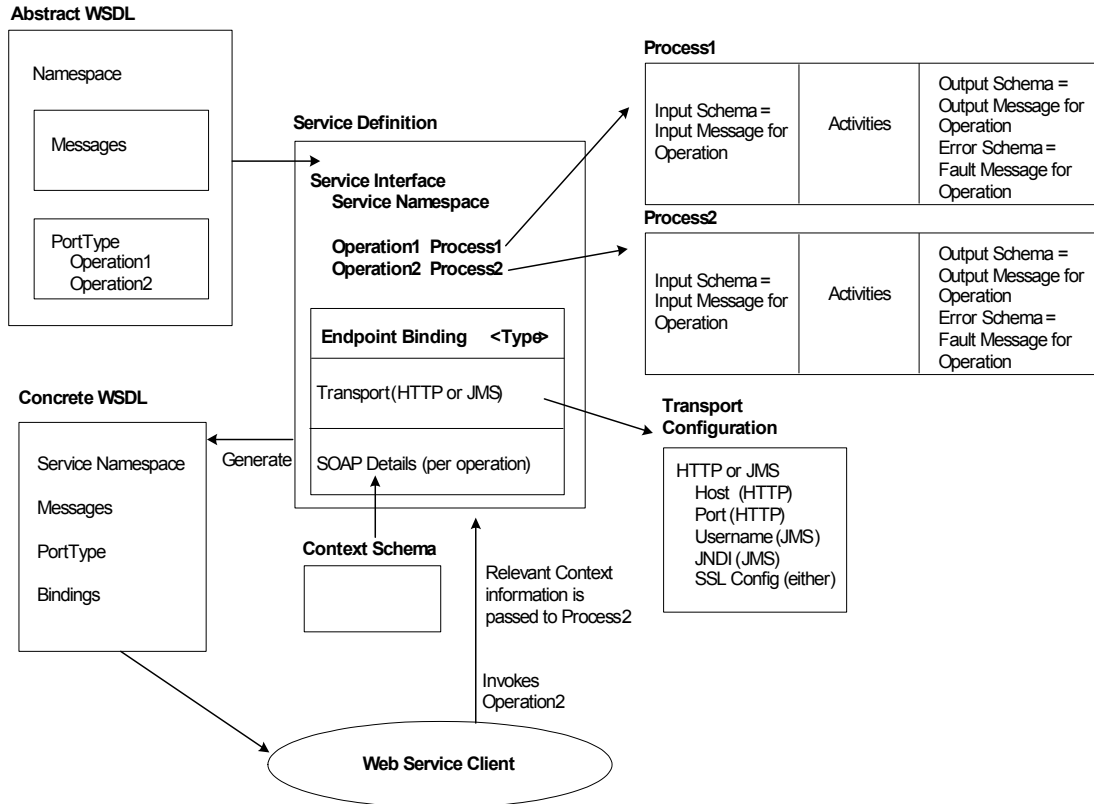 Abstract WSDL
Namespace
Messages
PortType
Operation1
Operation2
Service Definition
Service Interface
Service Namespace
Operation1 Process1
Operation2 Process2
Endpoint Binding <Type>
Transport (HTTP or JMS)
SOAP Details (per operation)
Process1
Input Schema =
Input Message for
Operation
Activities
Output Schema =
Output Message for
Operation
Error Schema =
Fault Message for
Operation
Process2
Input Schema =
Input Message for
Operation
Activities
Output Schema =
Output Message for
Operation
Error Schema =
Fault Message for
Operation
Transport
Configuration
HTTP or JMS
Host (HTTP)
Port (HTTP)
Username (JMS)
JNDI (JMS)
SSL Config (either)
Concrete WSDL
Service Namespace
Messages
PortType
Bindings
Generate
Context Schema
Relevant Context
information is
passed to Process2
Invokes
Operation2
Web Service Client